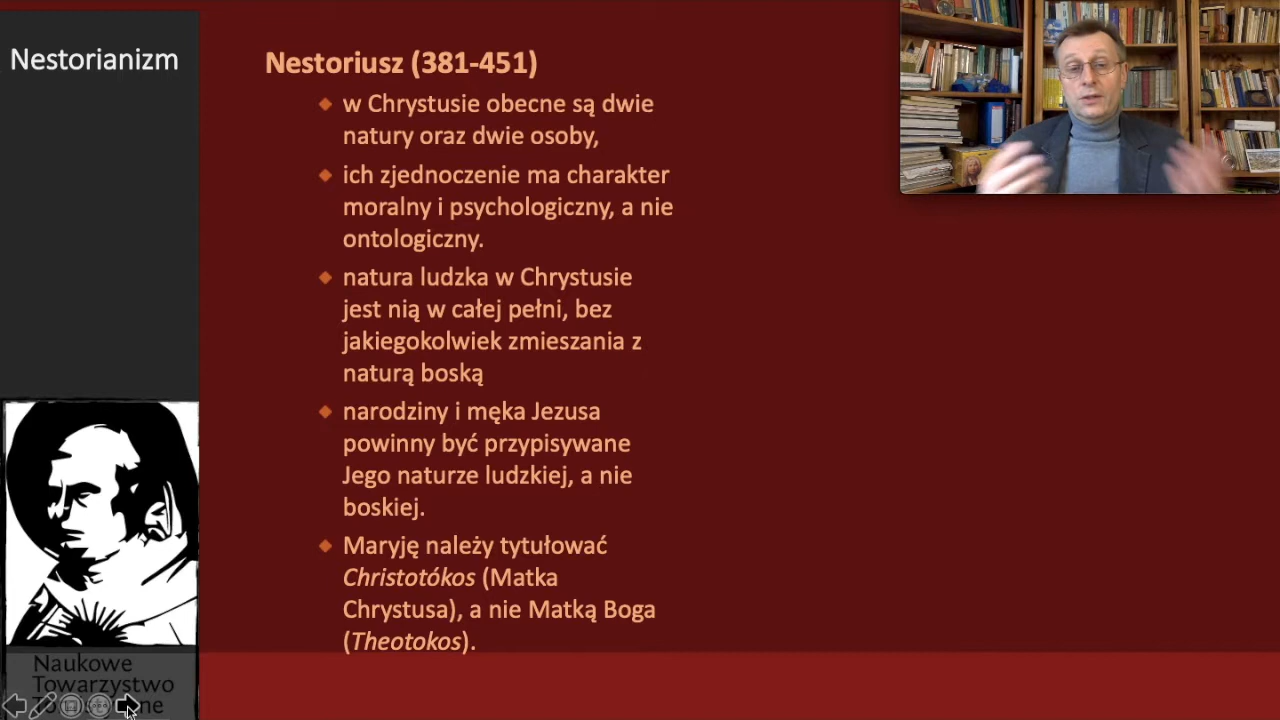 Nestorianizm
Nestoriusz (381-451)
w Chrystusie obecne są dwie
natury oraz dwie osoby,
ich zjednoczenie ma charakter
moralny i psychologiczny, a nie
ontologiczny.
natura ludzka w Chrystusie
jest nią w całej pełni, bez
jakiegokolwiek zmieszania z
naturą boską
narodziny i męka Jezusa
powinny być przypisywane
Jego naturze ludzkiej, a nie
boskiej.
Maryję należy tytułować
Christotókos (Matka
Chrystusa), a nie Matką Boga
(Theotokos).
Naukowe
Towarzystwo